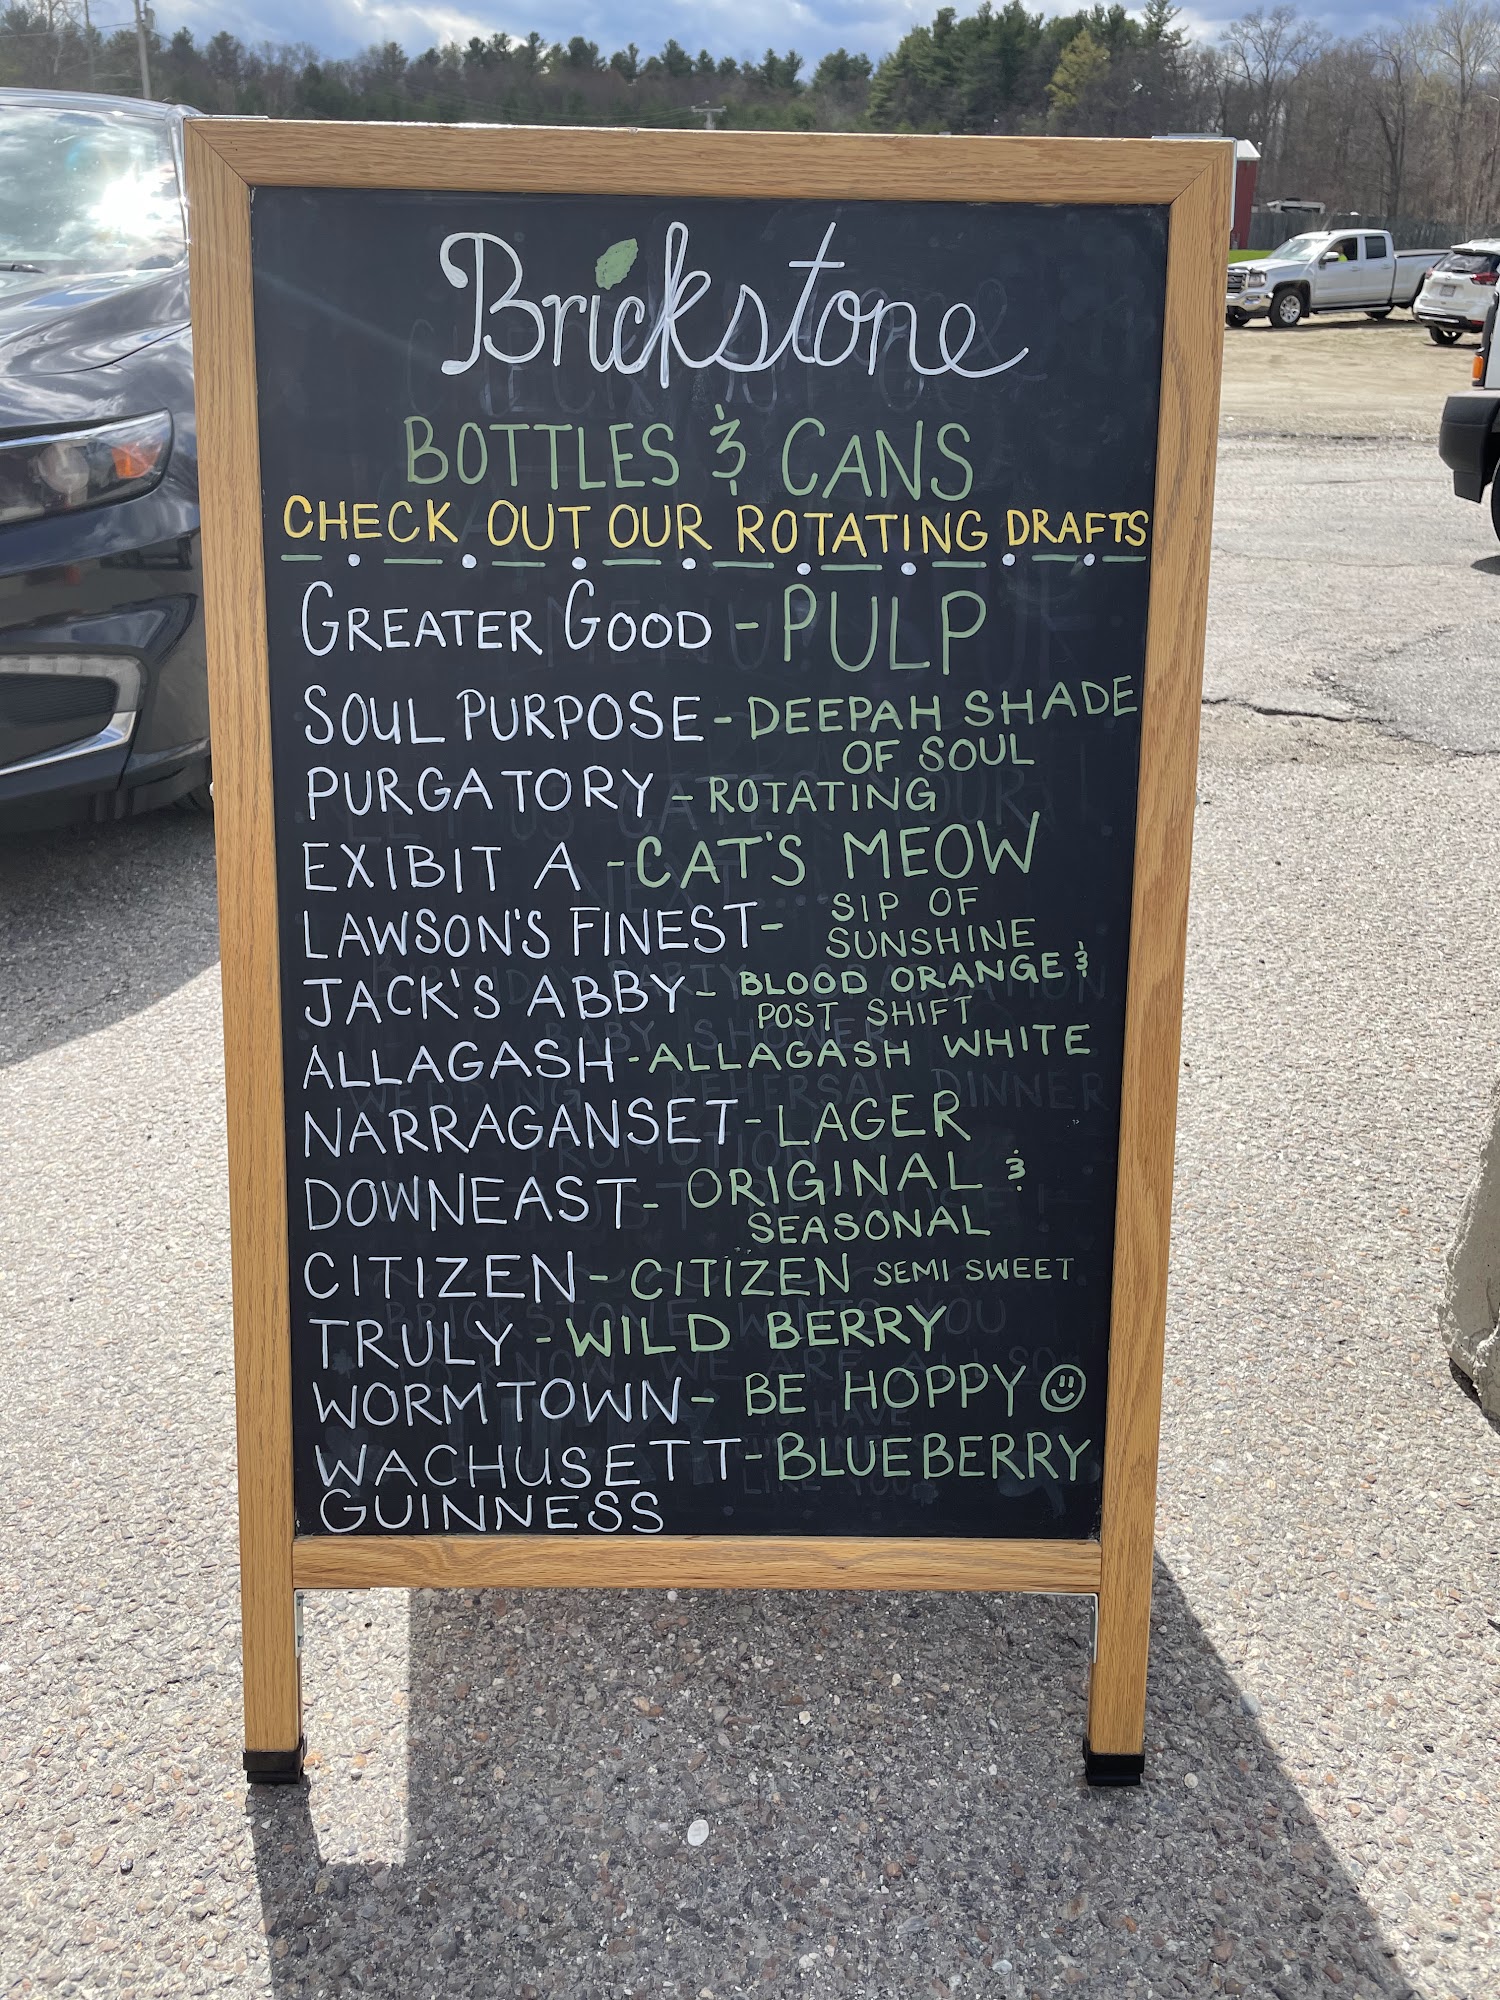 Brickstone
BOTTLES & CANS
CHECK OUT OUR ROTATING DRAFTS
GREATER GOOD - PULP
SOUL PURPOSE - DEEPAH SHADE
OF SOUL
PURGATORY - ROTATING
EXIBIT A - CAT'S MEOW
LAWSON'S FINEST - SIP OF
SUNSHINE
JACK'S ABBY - BLOOD ORANGE &
POST SHIFT
ALLAGASH - ALLAGASH WHITE
NARRAGANSET - LAGER
DOWNEAST - ORIGINAL &
SEASONAL
CITIZEN - CITIZEN SEMI SWEET
TRULY - WILD BERRY
WORMTOWN - BE HOPPY
WACHUSETT - BLUEBERRY
GUINNESS